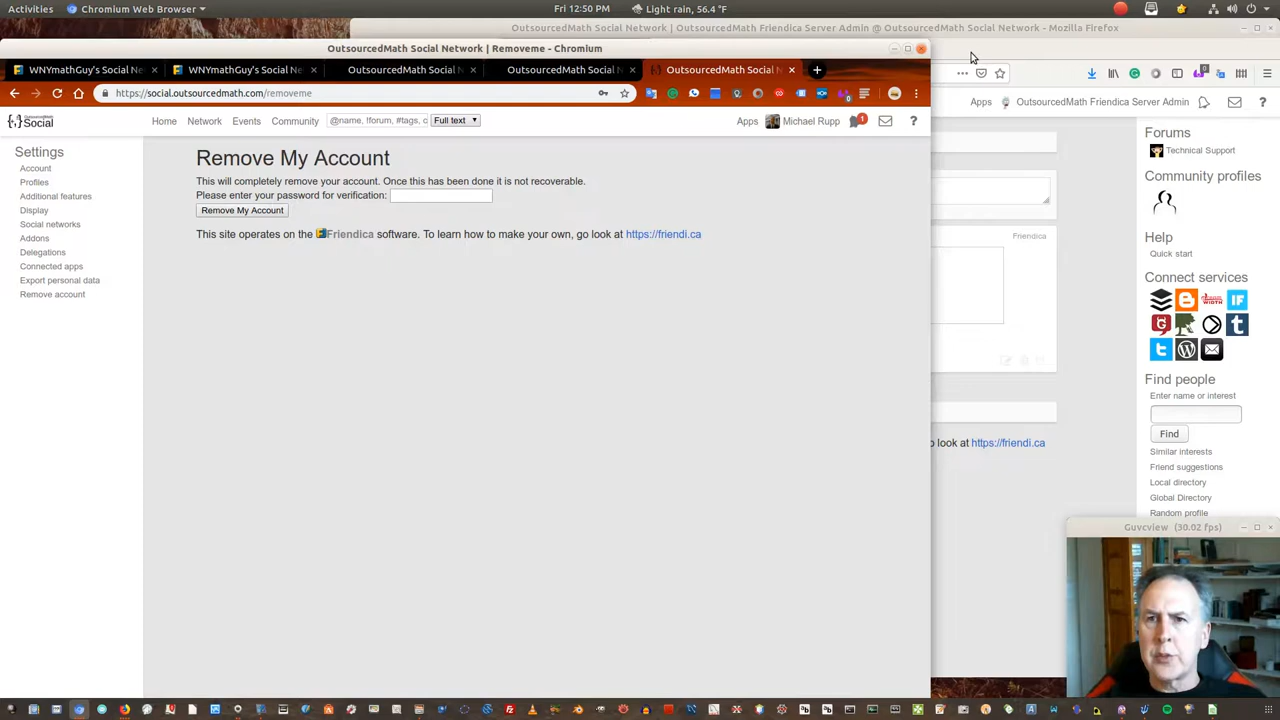 Activities
Chromium Web Browser
Fri 12:50 PM
Light rain, 56.4 °F
OutsourcedMath Social Network | OutsourcedMath Friendica Server Admin @ OutsourcedMath Social Network - Mozilla Firefox
OutsourcedMath Social Network | Removeme - Chromium
WNYmathGuy's Social Ne
WNYmathGuy's Social Ne
OutsourcedMath Social N
OutsourcedMath Social N
OutsourcedMath Social N
https://social.outsourcedmath.com/removeme
Social
Home
Network
Events
Community
@name, !forum, #tags, c
Full text
Apps
Michael Rupp
1
?
Apps
OutsourcedMath Friendica Server Admin
?
Settings
Account
Profiles
Additional features
Display
Social networks
Addons
Delegations
Connected apps
Export personal data
Remove account
Remove My Account
This will completely remove your account. Once this has been done it is not recoverable.
Please enter your password for verification:
Remove My Account
This site operates on the Friendica software. To learn how to make your own, go look at https://friendi.ca
Friendica
o look at https://friendi.ca
Forums
Technical Support
Community profiles
Help
Quick start
Connect services
IF
Find people
Enter name or interest
Find
Similar interests
Friend suggestions
Local directory
Global Directory
Random profile
Guvcview (30.02 fps)